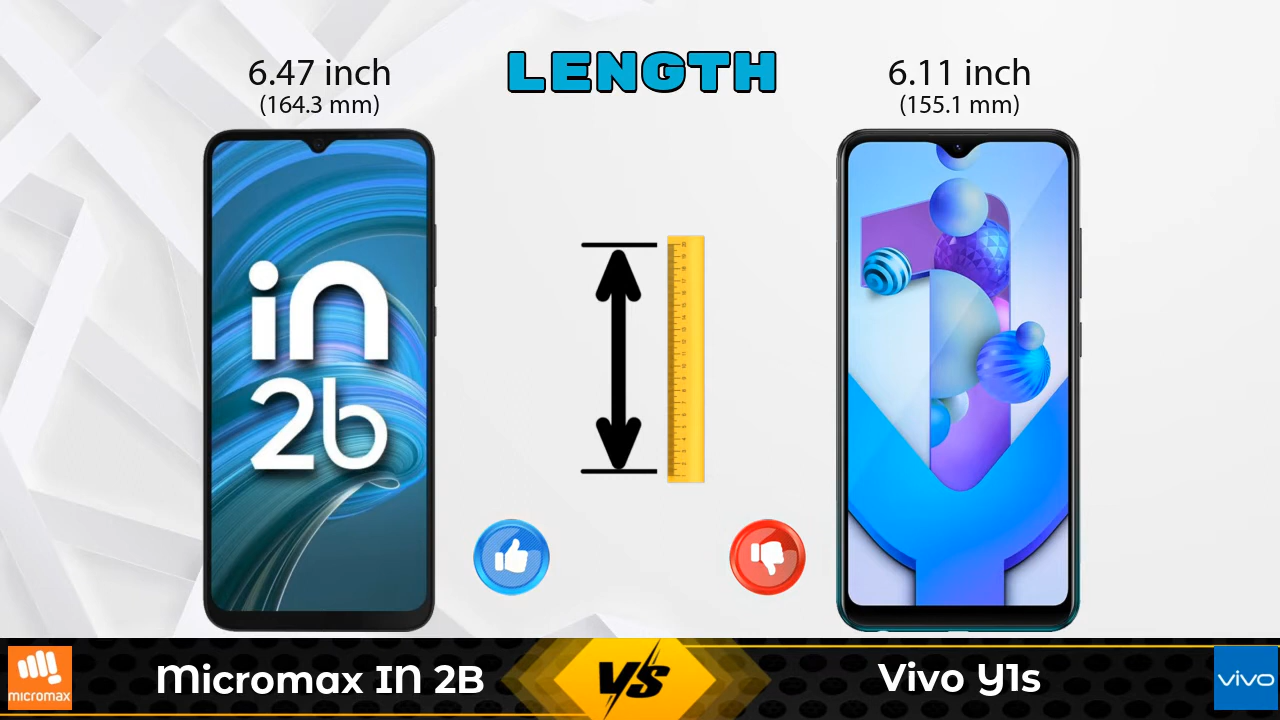 LENGTH
6.47 inch
(164.3 mm)
6.11 inch
(155.1 mm)
in
2b
micromax
Micromax IN 2B
VS
Vivo Y1s
vivo